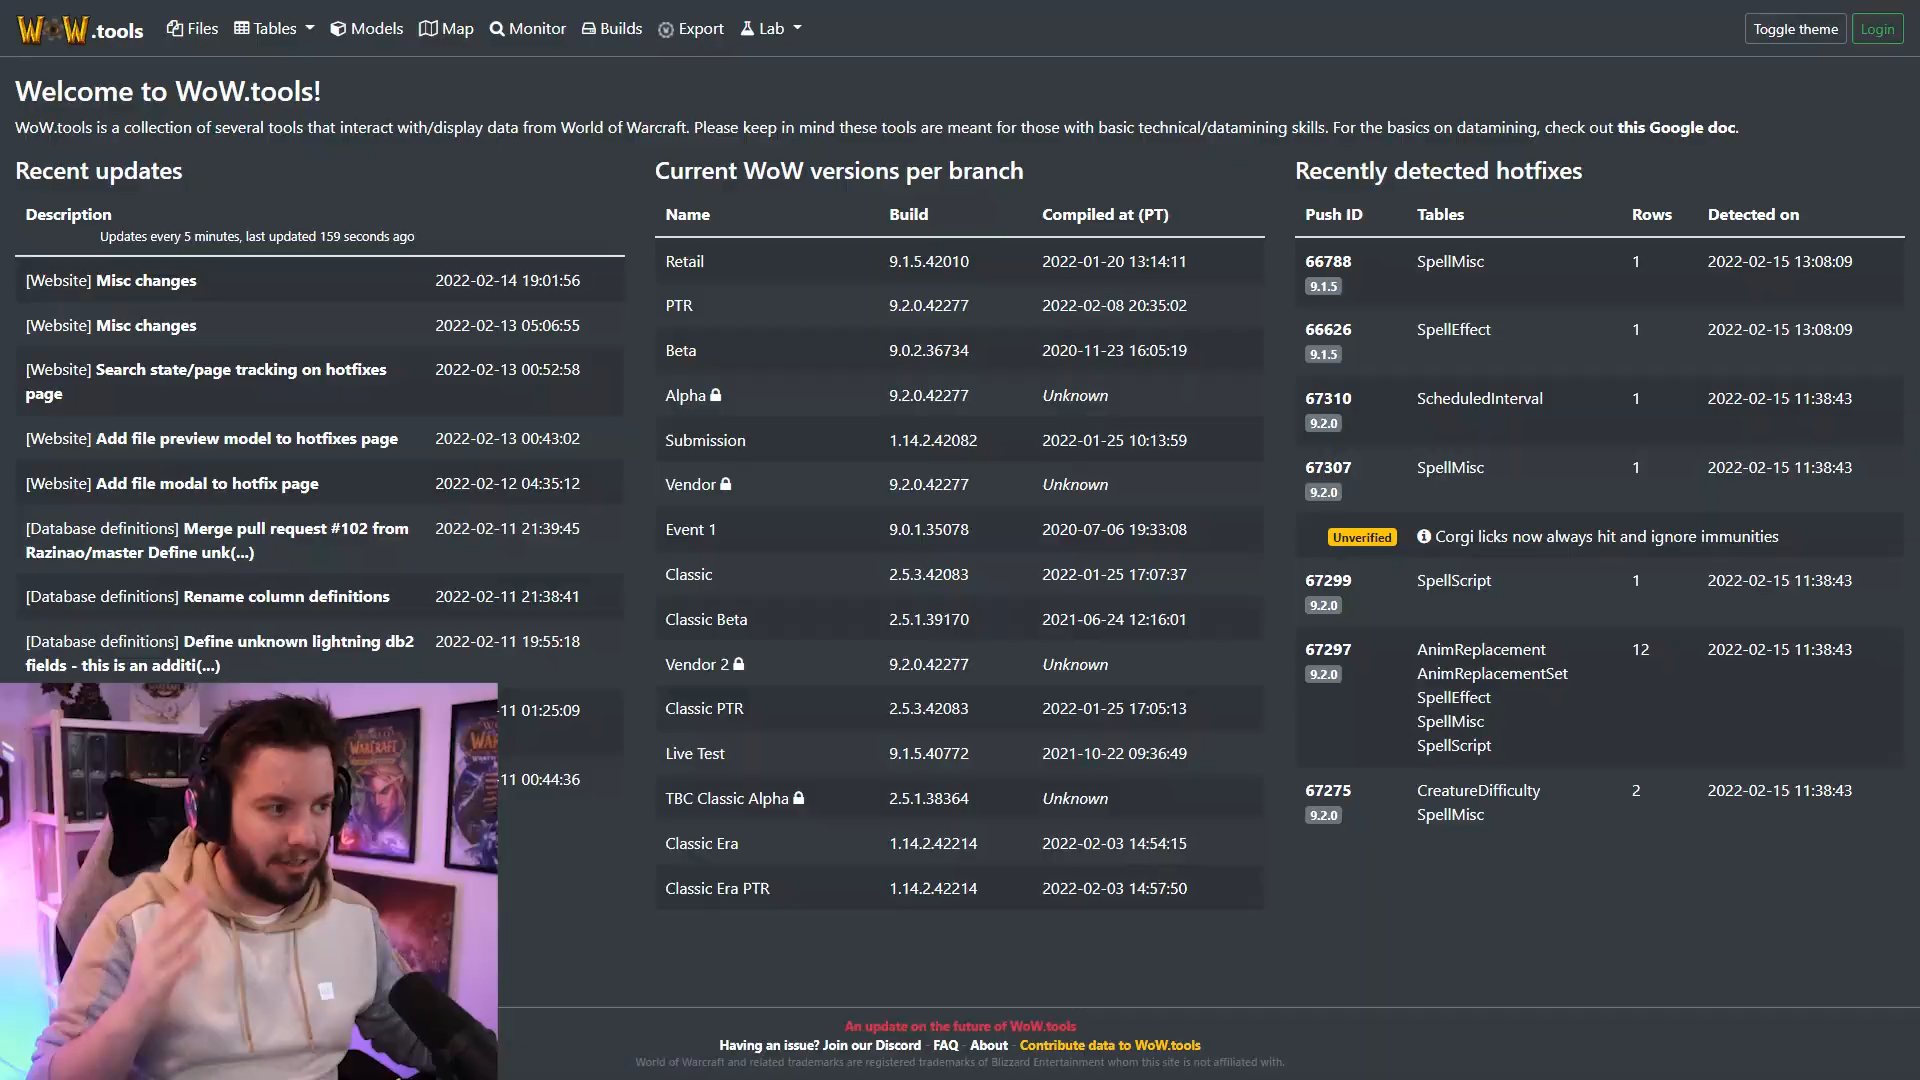 WOW.tools Files Tables Models Map Monitor Builds Export Lab Toggle theme Login
Welcome to WoW.tools!
WoW.tools is a collection of several tools that interact with/display data from World of Warcraft. Please keep in mind these tools are meant for those with basic technical/datamining skills. For the basics on datamining, check out this Google doc.
Recent updates
Description
Updates every 5 minutes, last updated 159 seconds ago
[Website] Misc changes 2022-02-14 19:01:56
[Website] Misc changes 2022-02-13 05:06:55
[Website] Search state/page tracking on hotfixes 2022-02-13 00:52:58
page
[Website] Add file preview model to hotfixes page 2022-02-13 00:43:02
[Website] Add file modal to hotfix page 2022-02-12 04:35:12
[Database definitions] Merge pull request #102 from 2022-02-11 21:39:45
Razinao/master Define unk(...)
[Database definitions] Rename column definitions 2022-02-11 21:38:41
[Database definitions] Define unknown lightning db2 2022-02-11 19:55:18
fields - this is an additi(...)
-11 01:25:09
-11 00:44:36
Current WoW versions per branch
Name Build Compiled at (PT)
Retail 9.1.5.42010 2022-01-20 13:14:11
PTR 9.2.0.42277 2022-02-08 20:35:02
Beta 9.0.2.36734 2020-11-23 16:05:19
Alpha 9.2.0.42277 Unknown
Submission 1.14.2.42082 2022-01-25 10:13:59
Vendor 9.2.0.42277 Unknown
Event 1 9.0.1.35078 2020-07-06 19:33:08
Classic 2.5.3.42083 2022-01-25 17:07:37
Classic Beta 2.5.1.39170 2021-06-24 12:16:01
Vendor 2 9.2.0.42277 Unknown
Classic PTR 2.5.3.42083 2022-01-25 17:05:13
Live Test 9.1.5.40772 2021-10-22 09:36:49
TBC Classic Alpha 2.5.1.38364 Unknown
Classic Era 1.14.2.42214 2022-02-03 14:54:15
Classic Era PTR 1.14.2.42214 2022-02-03 14:57:50
Recently detected hotfixes
Push ID Tables Rows Detected on
66788 SpellMisc 1 2022-02-15 13:08:09
9.1.5
66626 SpellEffect 1 2022-02-15 13:08:09
9.1.5
67310 ScheduledInterval 1 2022-02-15 11:38:43
9.2.0
67307 SpellMisc 1 2022-02-15 11:38:43
9.2.0
Unverified Corgi licks now always hit and ignore immunities
67299 SpellScript 1 2022-02-15 11:38:43
9.2.0
67297 AnimReplacement 12 2022-02-15 11:38:43
9.2.0 AnimReplacementSet
SpellEffect
SpellMisc
SpellScript
67275 CreatureDifficulty 2 2022-02-15 11:38:43
9.2.0 SpellMisc
WARCRAFT
An update on the future of WoW.tools
Having an issue? Join our Discord - FAQ - About - Contribute data to WoW.tools
World of Warcraft and related trademarks are registered trademarks of Blizzard Entertainment whom this site is not affiliated with.